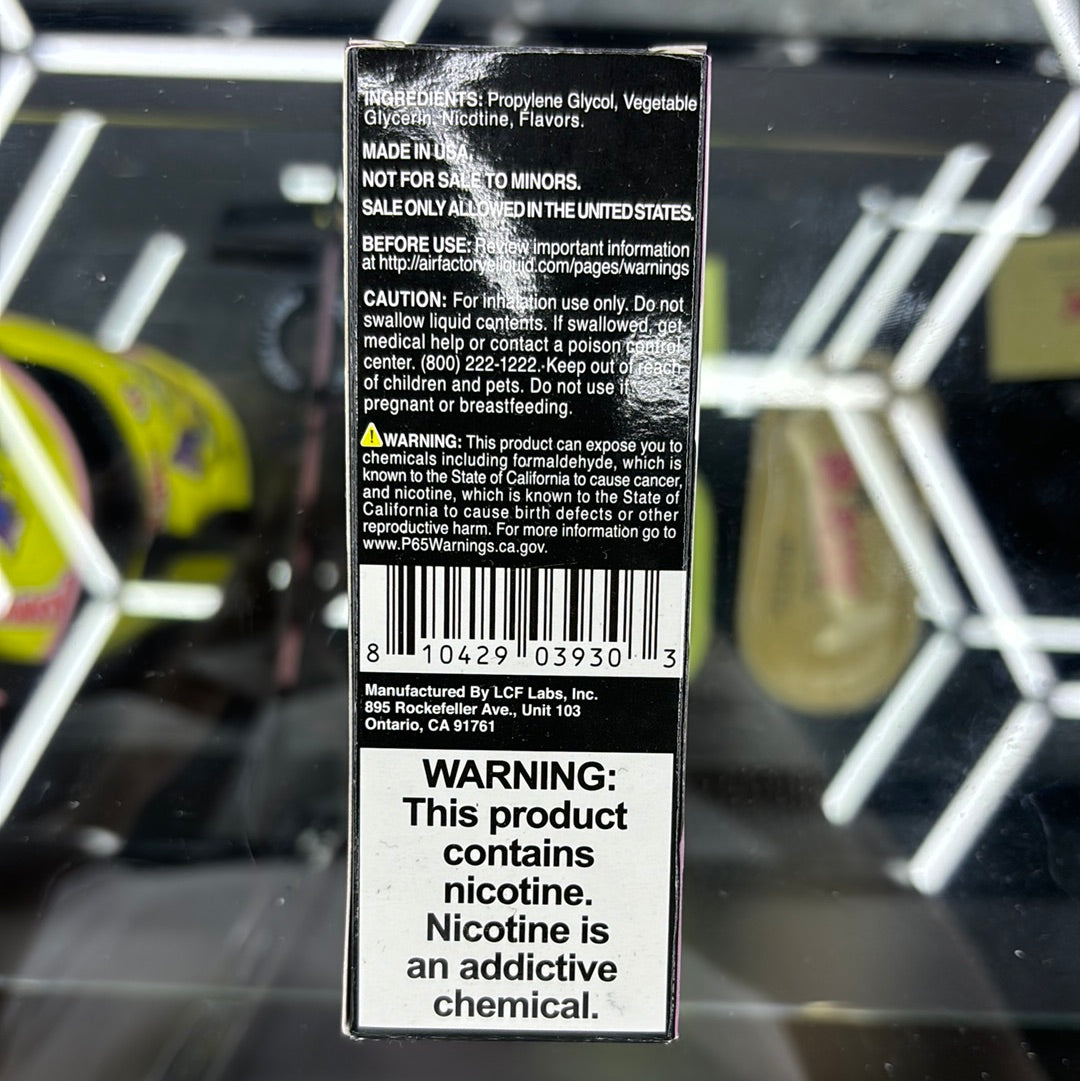 INGREDIENTS: Propylene Glycol, Vegetable
Glycerin, Nicotine, Flavors.
MADE IN USA.
NOT FOR SALE TO MINORS.
SALE ONLY ALLOWED IN THE UNITED STATES.
BEFORE USE: Review important information
at http://airfactoryeliquid.com/pages/warnings
CAUTION: For inhalation use only. Do not
swallow liquid contents. If swallowed, get
medical help or contact a poison control
center. (800) 222-1222. Keep out of reach
of children and pets. Do not use if
pregnant or breastfeeding.
WARNING: This product can expose you to
chemicals including formaldehyde, which is
known to the State of California to cause cancer,
and nicotine, which is known to the State of
California to cause birth defects or other
reproductive harm. For more information go to
www.P65Warnings.ca.gov.
8 10429 03930 3
Manufactured By LCF Labs, Inc.
895 Rockefeller Ave., Unit 103
Ontario, CA 91761
WARNING:
This product
contains
nicotine.
Nicotine is
an addictive
chemical.